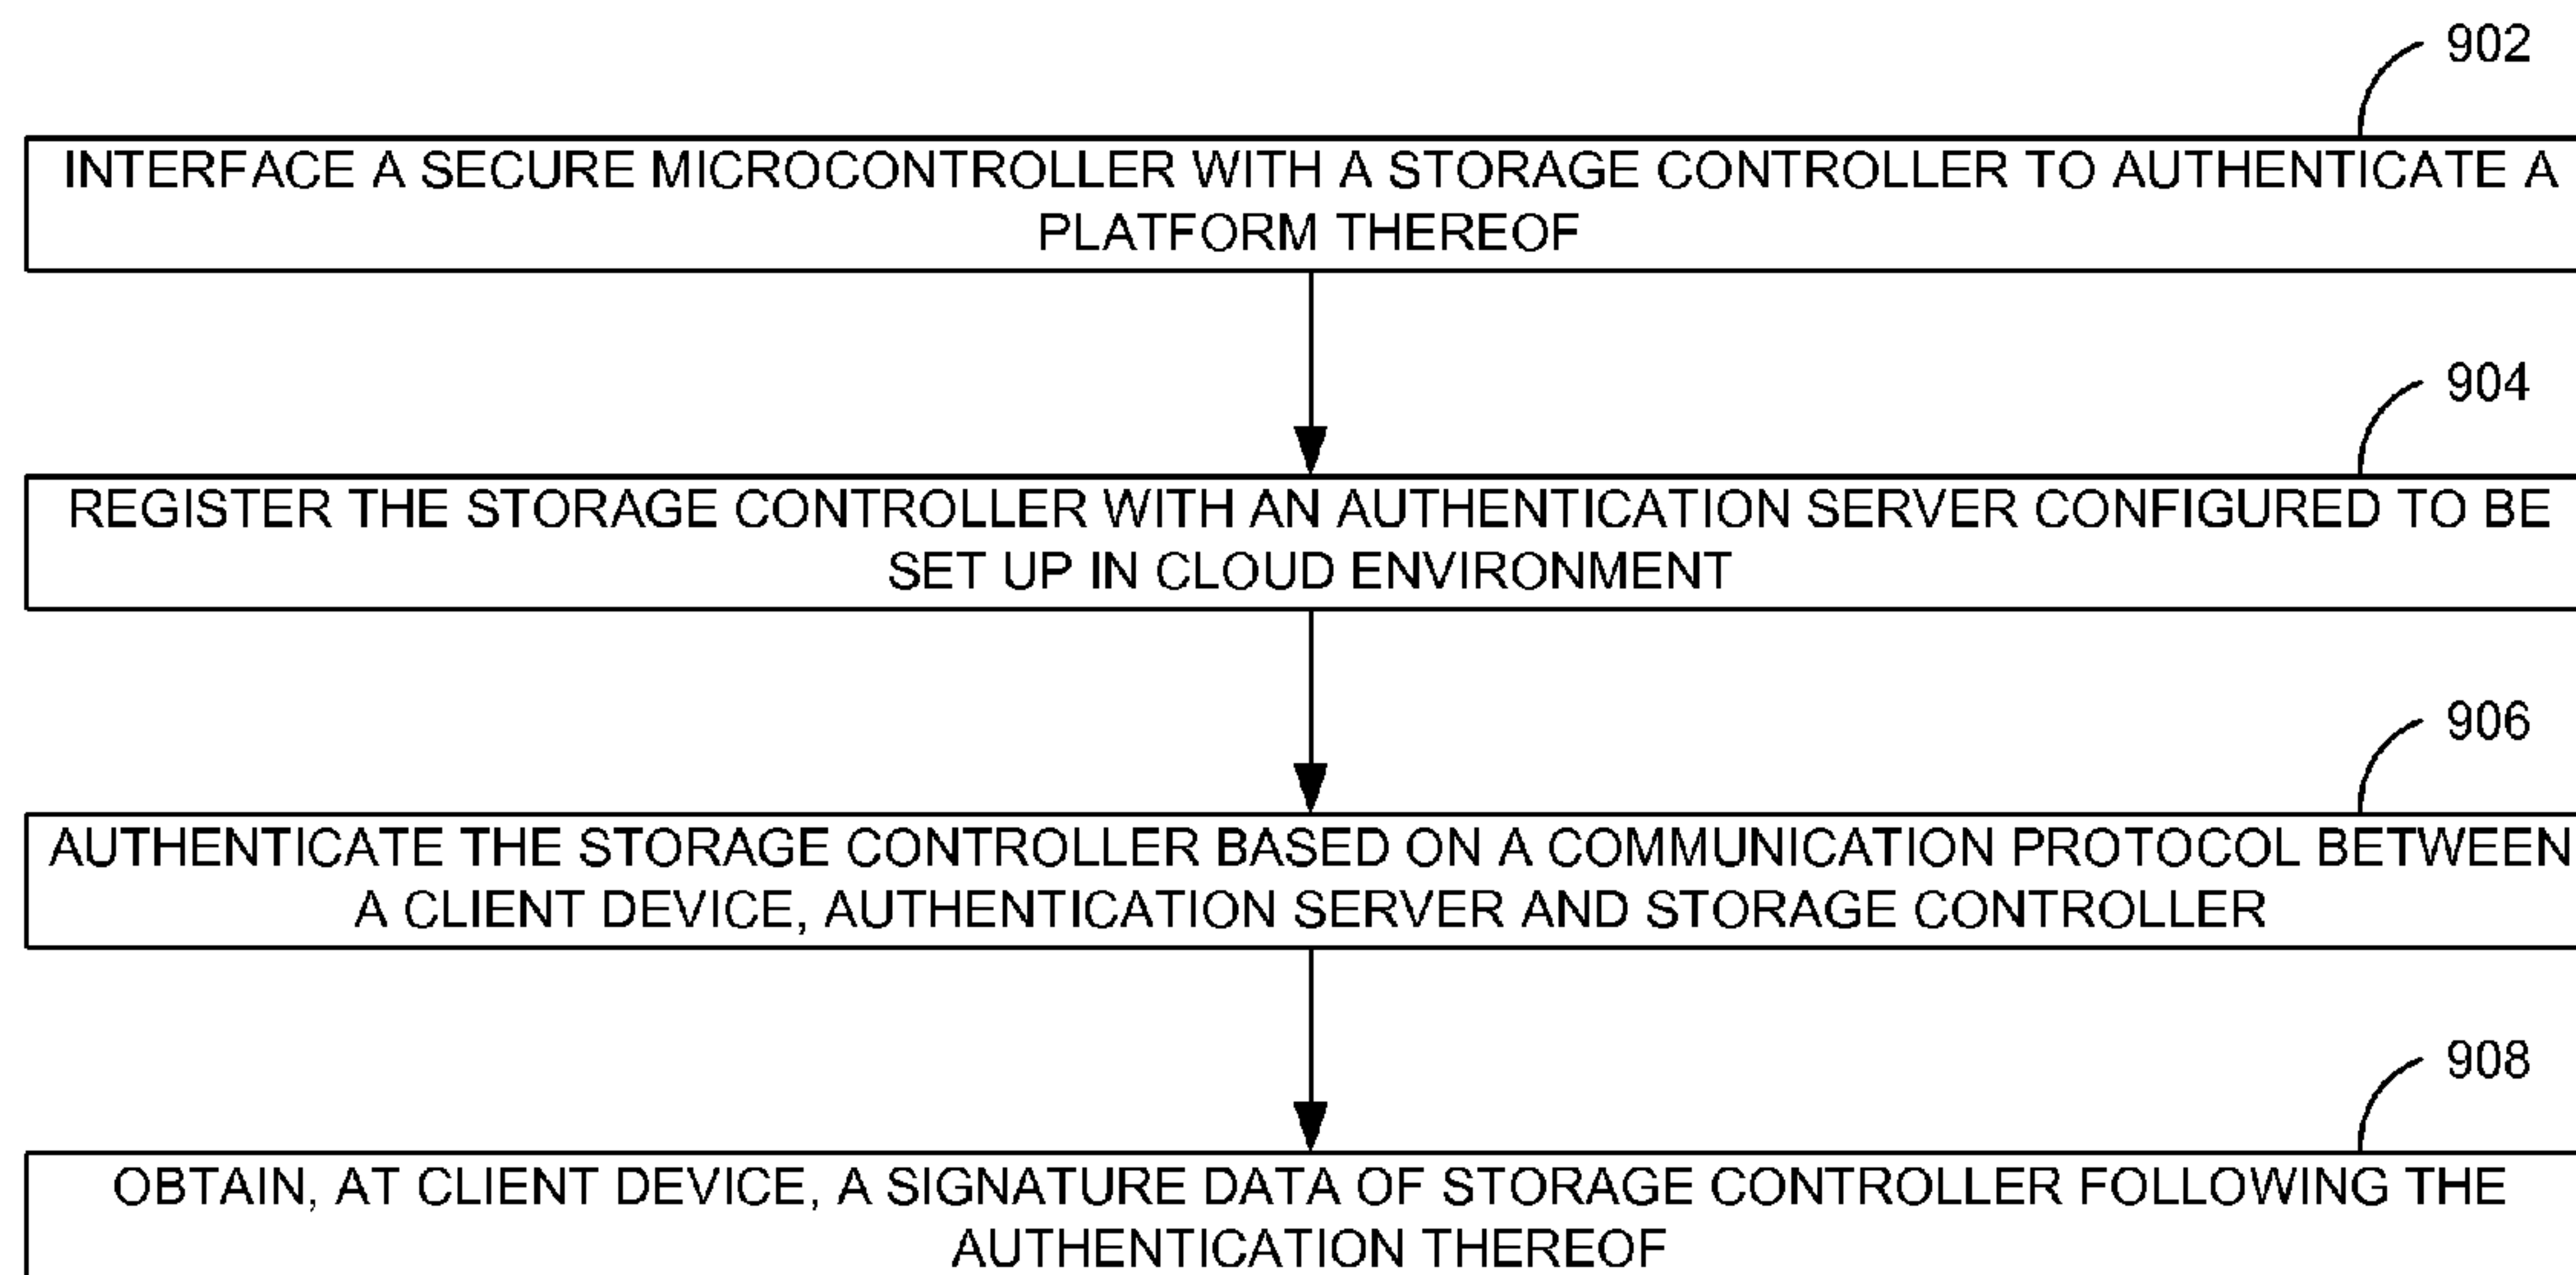 902
INTERFACE A SECURE MICROCONTROLLER WITH A STORAGE CONTROLLER TO AUTHENTICATE A
PLATFORM THEREOF
904
REGISTER THE STORAGE CONTROLLER WITH AN AUTHENTICATION SERVER CONFIGURED TO BE
SET UP IN CLOUD ENVIRONMENT
906
AUTHENTICATE THE STORAGE CONTROLLER BASED ON A COMMUNICATION PROTOCOL BETWEEN
A CLIENT DEVICE, AUTHENTICATION SERVER AND STORAGE CONTROLLER
908
OBTAIN, AT CLIENT DEVICE, A SIGNATURE DATA OF STORAGE CONTROLLER FOLLOWING THE
AUTHENTICATION THEREOF